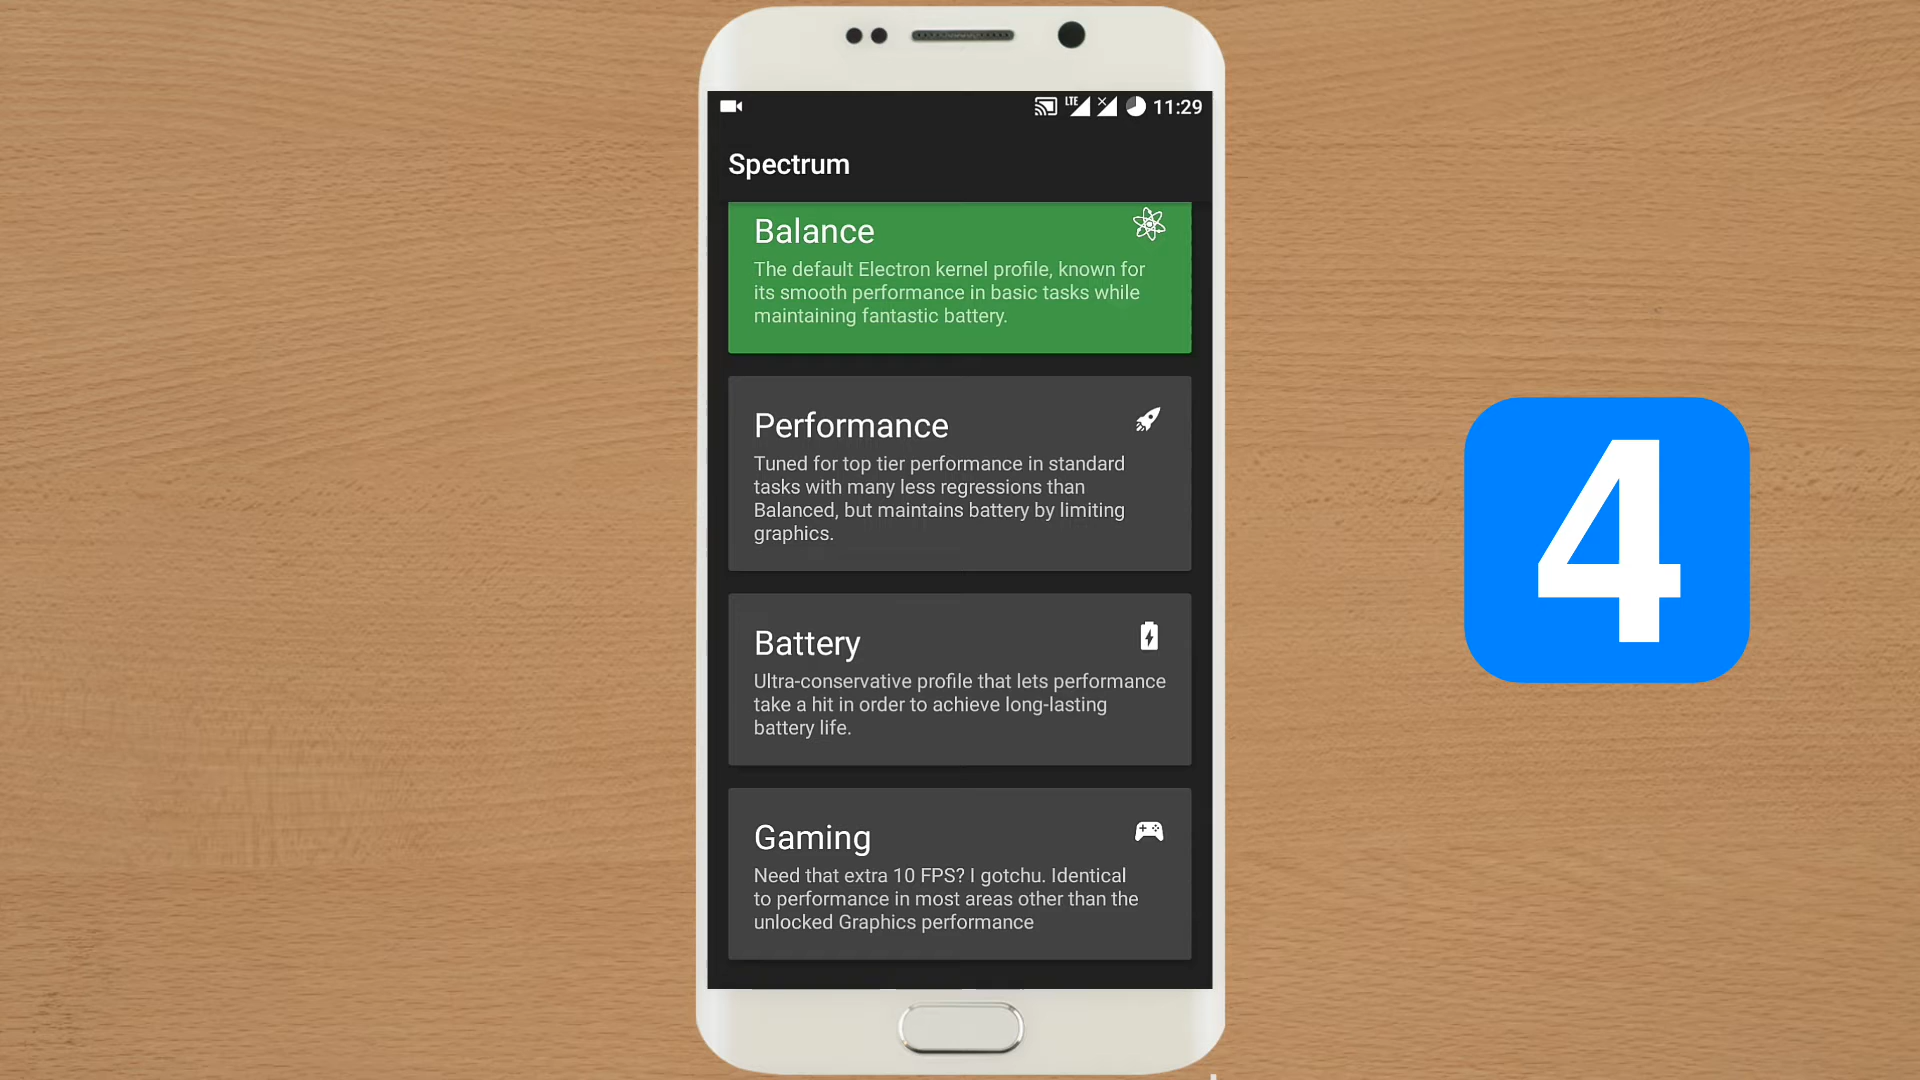 LTE 11:29
Spectrum
Balance
The default Electron kernel profile, known for
its smooth performance in basic tasks while
maintaining fantastic battery.
Performance
Tuned for top tier performance in standard
tasks with many less regressions than
Balanced, but maintains battery by limiting
graphics.
Battery
Ultra-conservative profile that lets performance
take a hit in order to achieve long-lasting
battery life.
Gaming
Need that extra 10 FPS? I gotchu. Identical
to performance in most areas other than the
unlocked Graphics performance
4